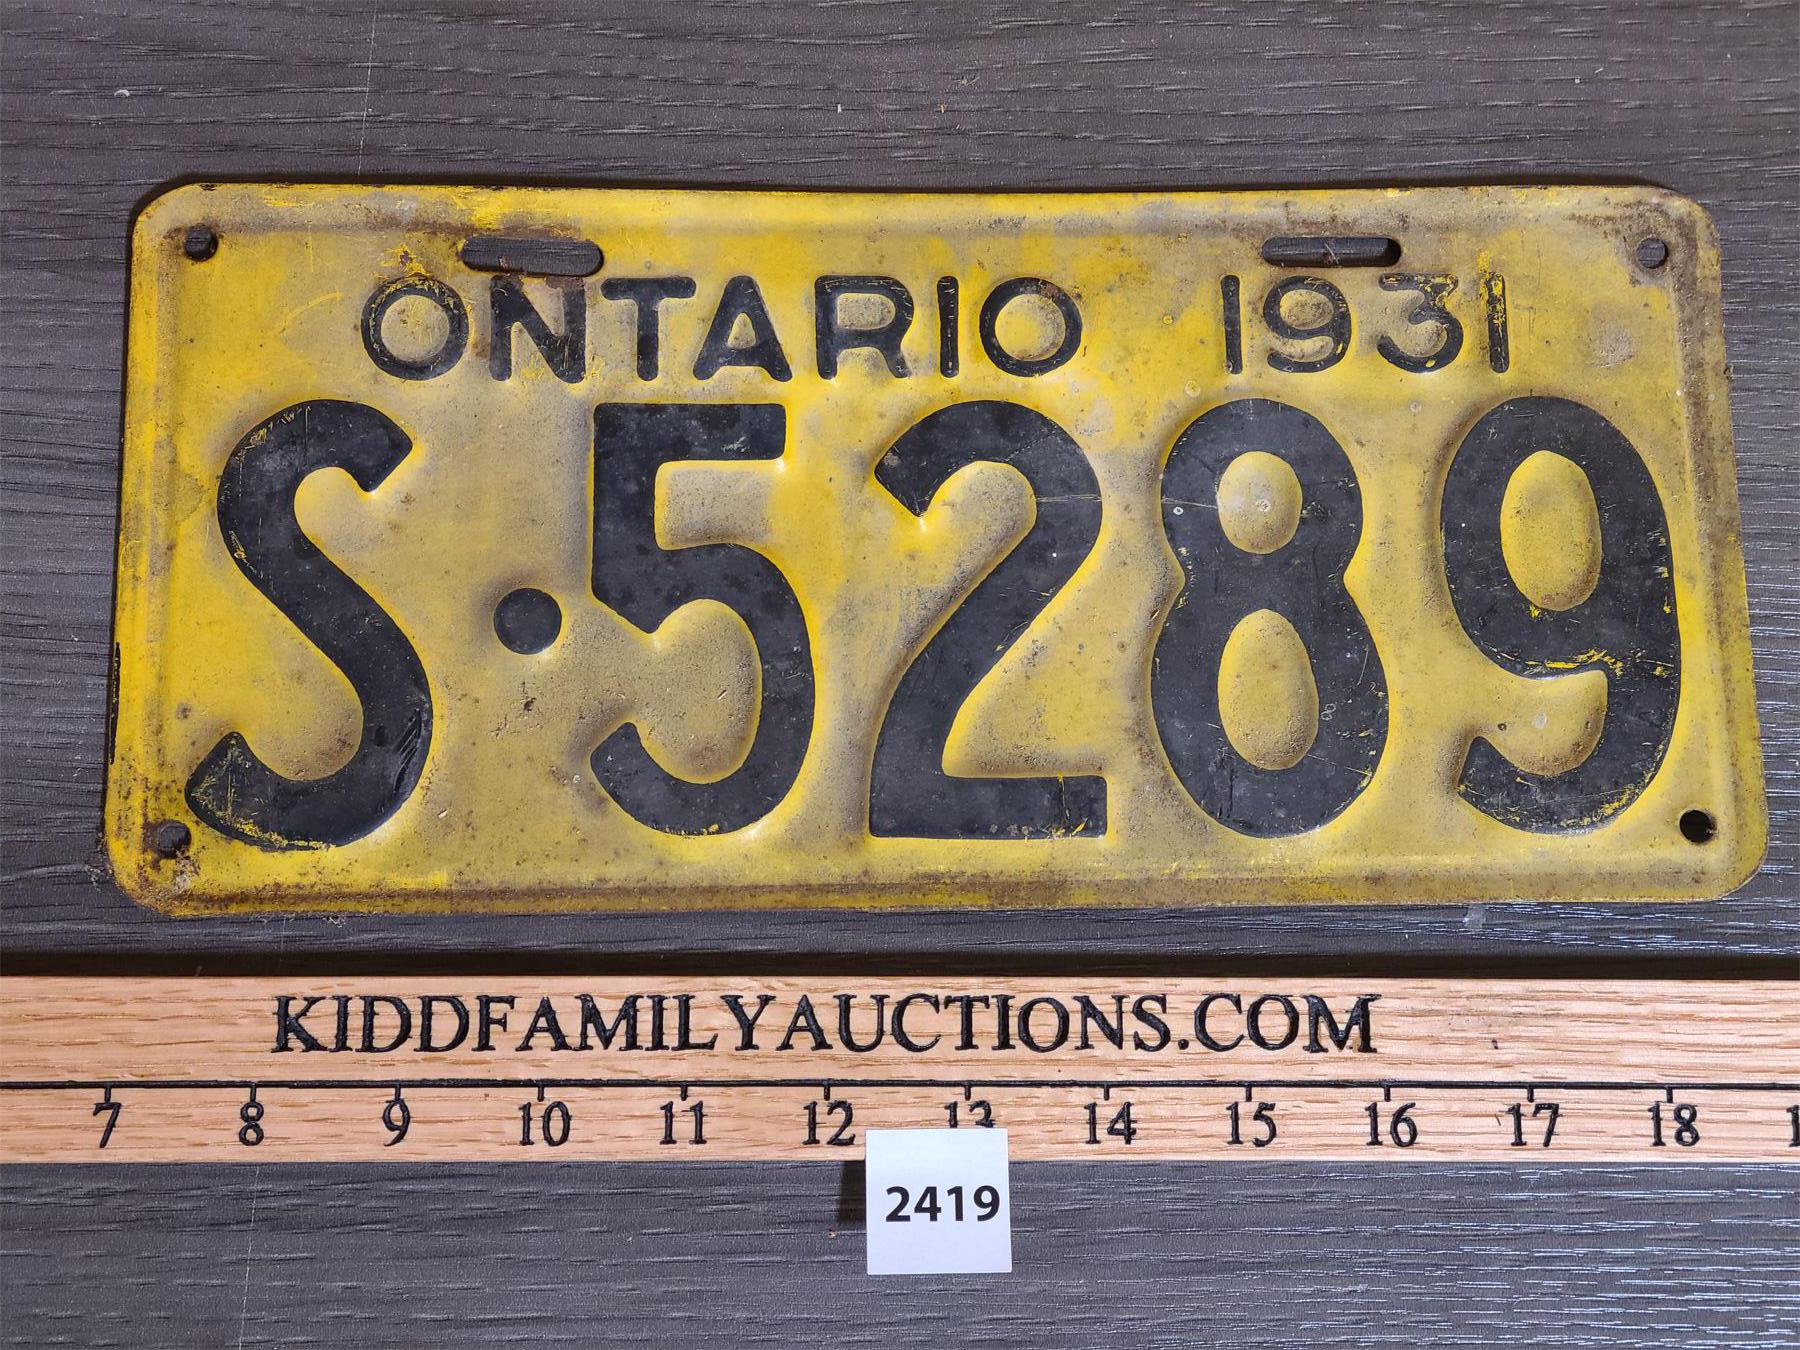 ONTARIO 1931
S·5289
KIDDFAMILYAUCTIONS.COM
7 8 9 10 11 12 13 14 15 16 17 18
2419